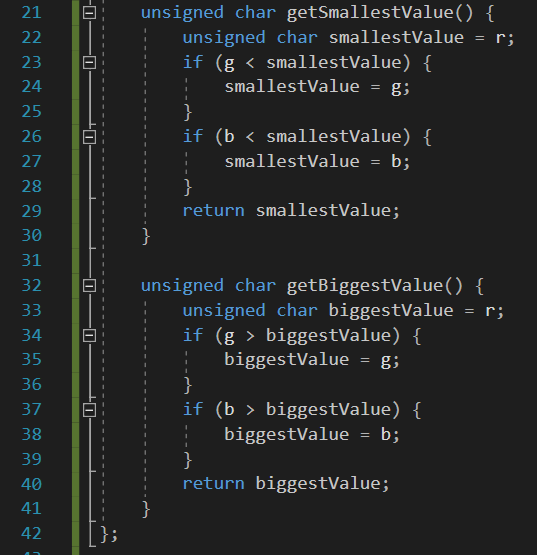 21 unsigned char getSmallestValue() {
22 unsigned char smallestValue = r;
23 if (g < smallestValue) {
24 smallestValue = g;
25 }
26 if (b < smallestValue) {
27 smallestValue = b;
28 }
29 return smallestValue;
30 }
31
32 unsigned char getBiggestValue() {
33 unsigned char biggestValue = r;
34 if (g > biggestValue) {
35 biggestValue = g;
36 }
37 if (b > biggestValue) {
38 biggestValue = b;
39 }
40 return biggestValue;
41 }
42 };